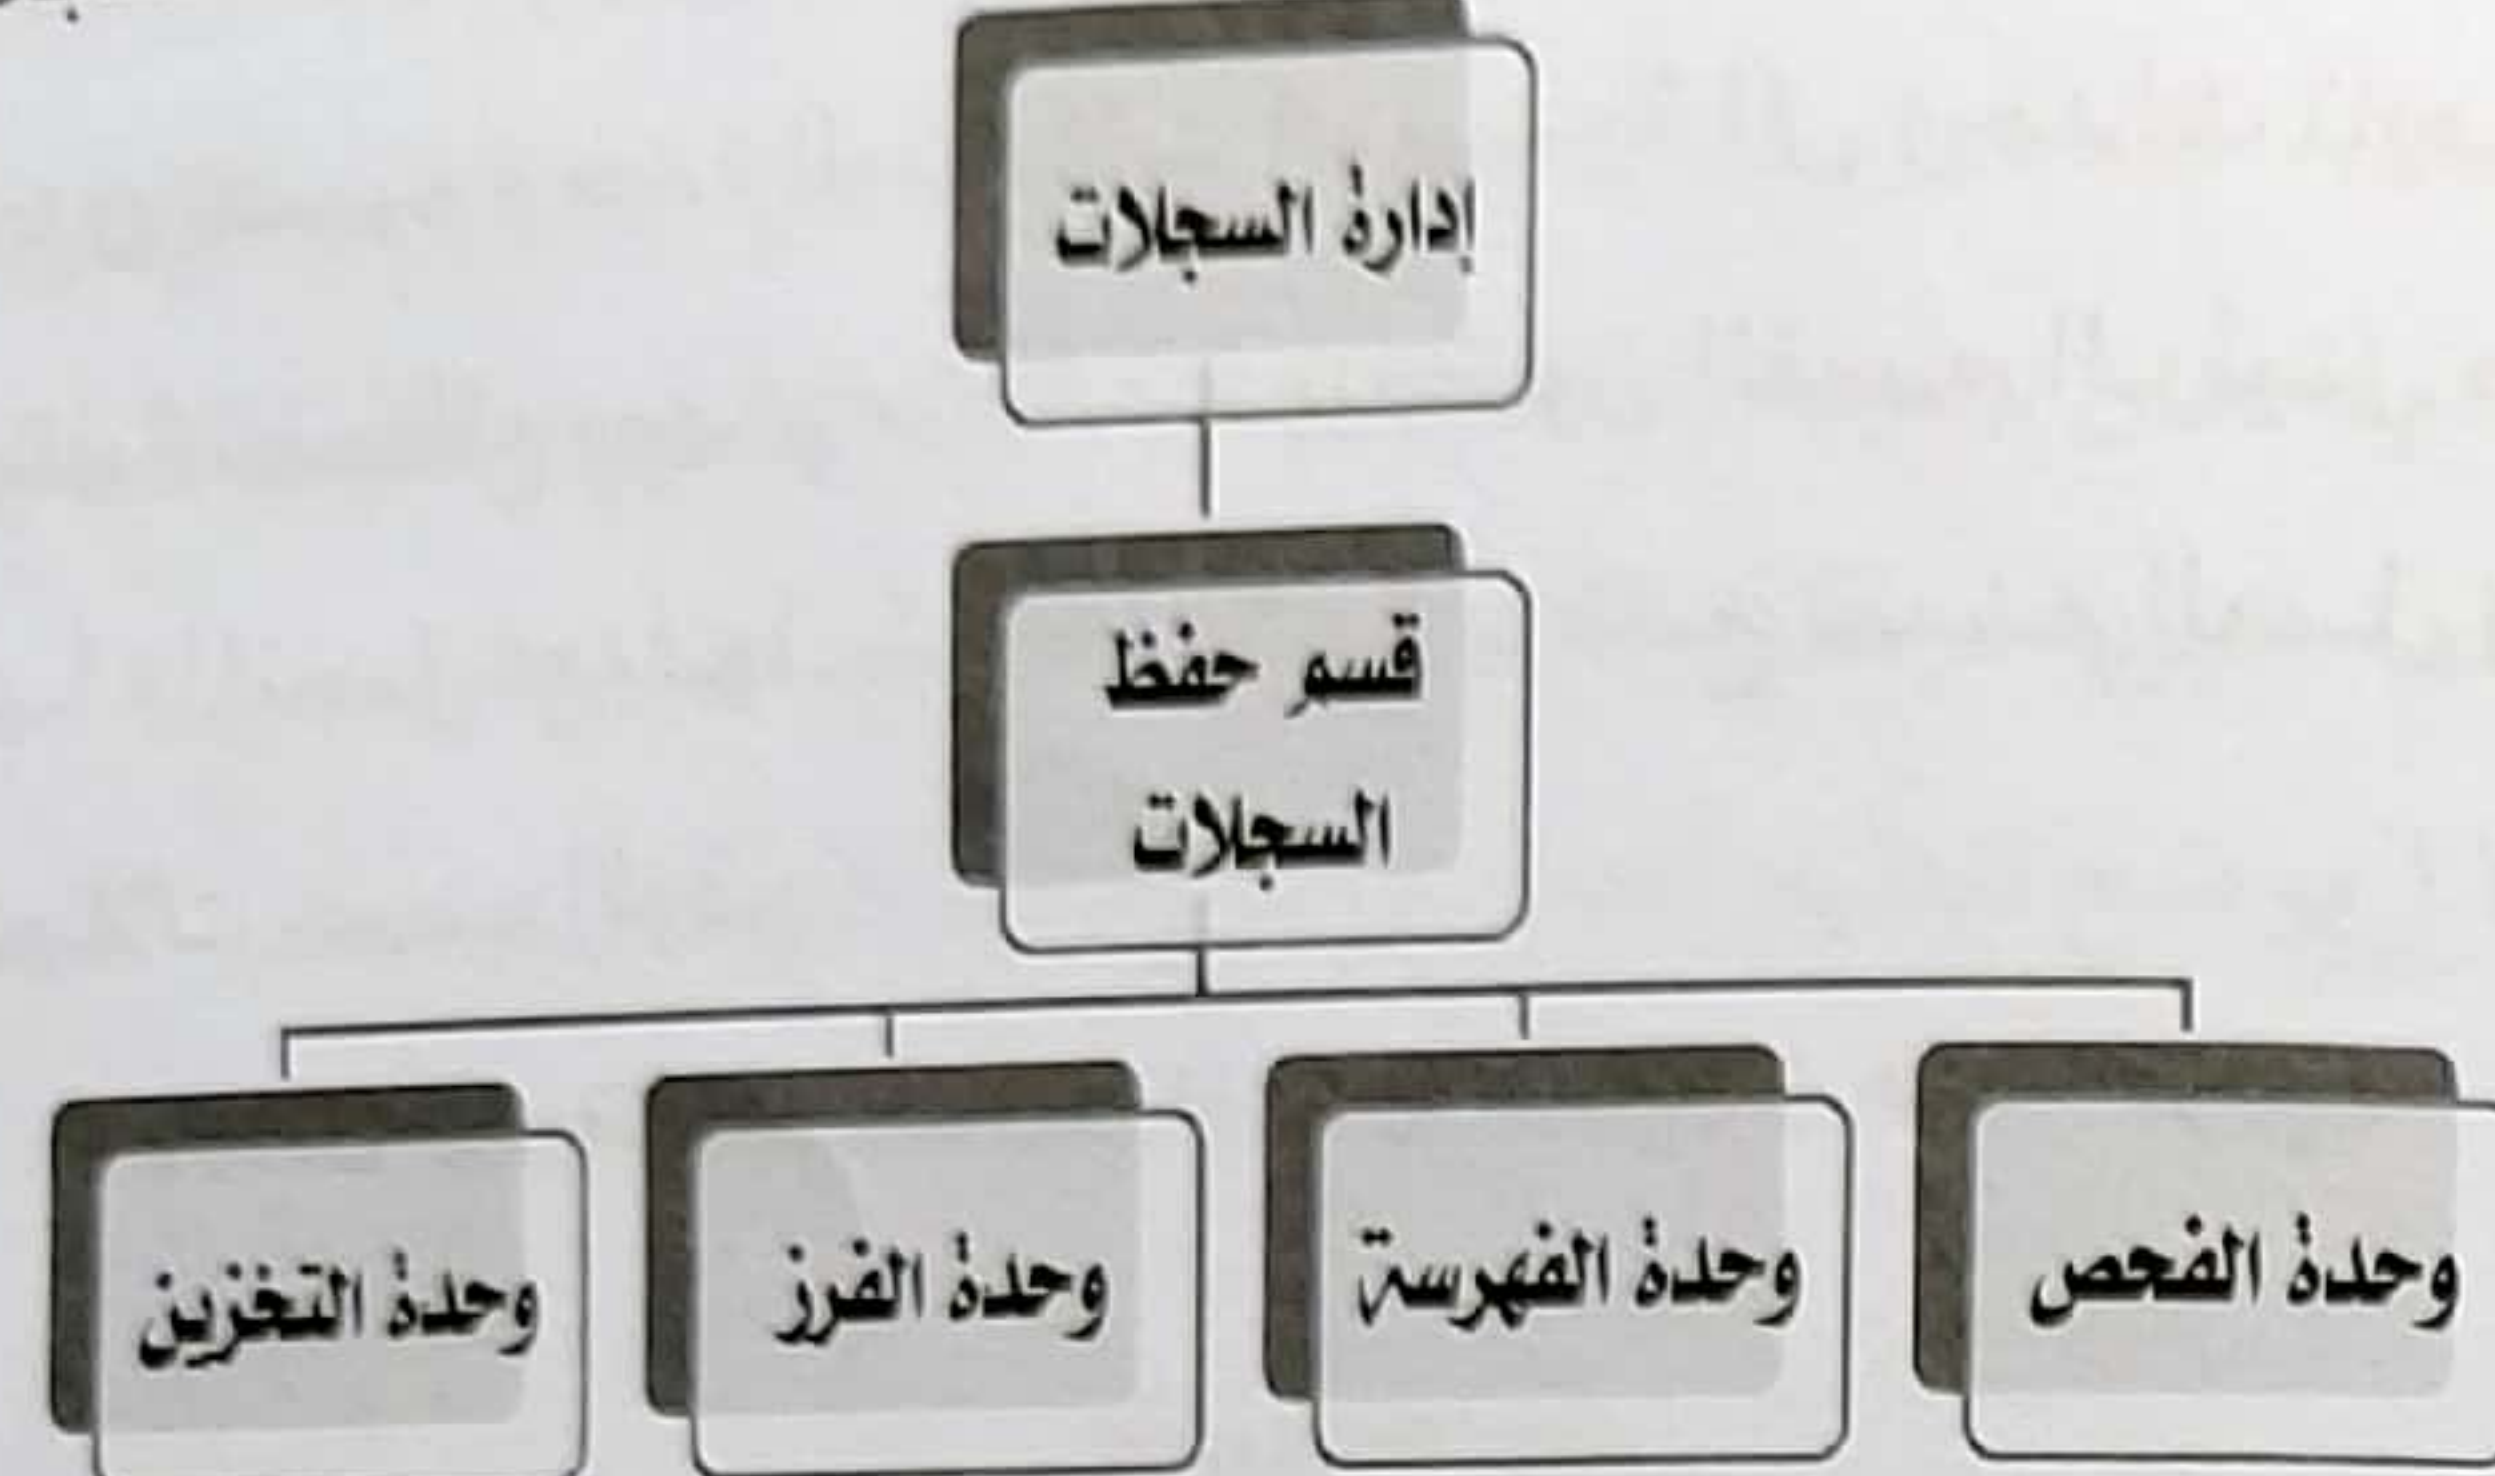 إدارة السجلات
قسم حفظ
السجلات
وحدة الفحص
وحدة الفهرسة
وحدة الفرز
وحدة التخزين